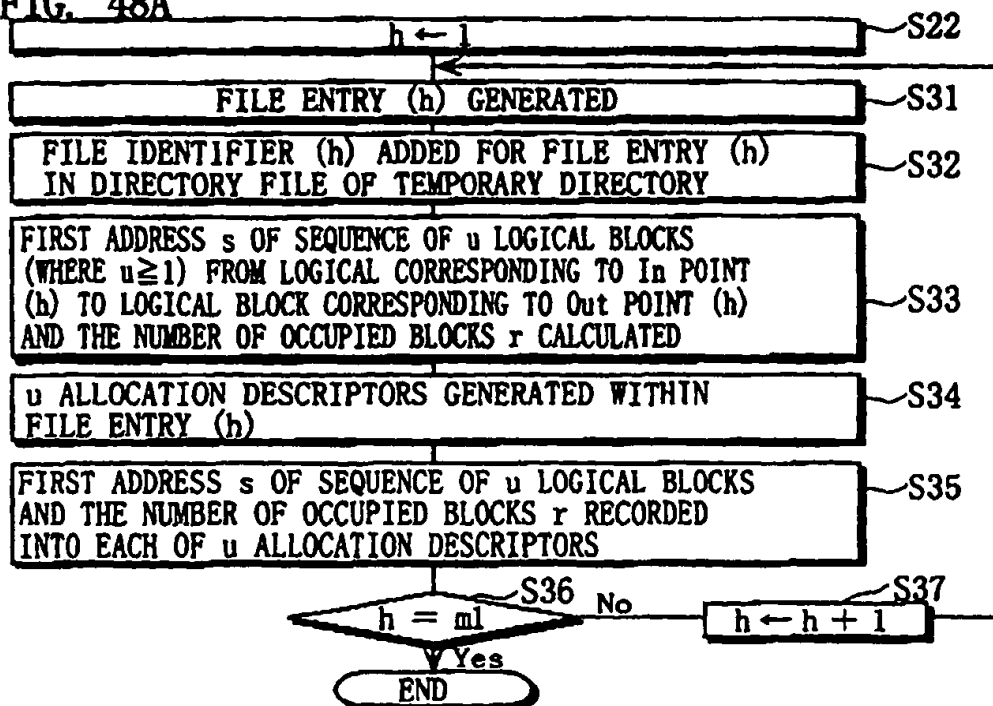 FIG. 48A
h ← 1
S22
FILE ENTRY (h) GENERATED
S31
FILE IDENTIFIER (h) ADDED FOR FILE ENTRY (h)
IN DIRECTORY FILE OF TEMPORARY DIRECTORY
S32
FIRST ADDRESS s OF SEQUENCE OF u LOGICAL BLOCKS
(WHERE u≧1) FROM LOGICAL CORRESPONDING TO In POINT
(h) TO LOGICAL BLOCK CORRESPONDING TO Out POINT (h)
AND THE NUMBER OF OCCUPIED BLOCKS r CALCULATED
S33
u ALLOCATION DESCRIPTORS GENERATED WITHIN
FILE ENTRY (h)
S34
FIRST ADDRESS s OF SEQUENCE OF u LOGICAL BLOCKS
AND THE NUMBER OF OCCUPIED BLOCKS r RECORDED
INTO EACH OF u ALLOCATION DESCRIPTORS
S35
S36
h = m1
No
S37
h ← h + 1
Yes
END